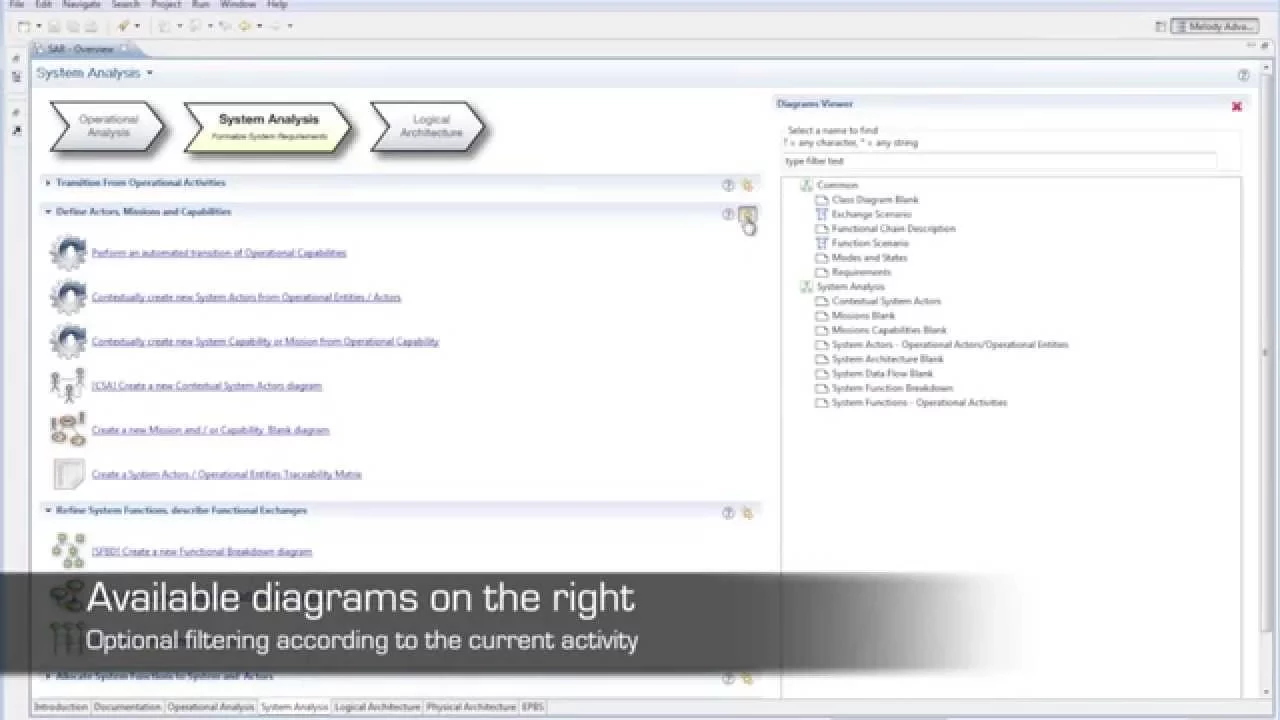 File Edit Navigate Search Project Run Window Help
Melody Adva...
SAR - Overview
System Analysis
Operational
Analysis
System Analysis
Formalize System Requirements
Logical
Architecture
Transition From Operational Activities
Define Actors, Missions and Capabilities
Perform an automated transition of Operational Capabilities
Contextually create new System Actors from Operational Entities / Actors
Contextually create new System Capability or Mission from Operational Capability
[CSA] Create a new Contextual System Actors diagram
Create a new Mission and / or Capability Blank diagram
Create a System Actors / Operational Entities Traceability Matrix
Refine System Functions, describe Functional Exchanges
[SFBD] Create a new Functional Breakdown diagram
Allocate System Functions to System and Actors
Diagrams Viewer
Select a name to find
? = any character, * = any string
type filter text
Common
Class Diagram Blank
Exchange Scenario
Functional Chain Description
Function Scenario
Modes and States
Requirements
System Analysis
Contextual System Actors
Missions Blank
Missions Capabilities Blank
System Actors - Operational Actors/Operational Entities
System Architecture Blank
System Data Flow Blank
System Function Breakdown
System Functions - Operational Activities
Available diagrams on the right
Optional filtering according to the current activity
Introduction Documentation Operational Analysis System Analysis Logical Architecture Physical Architecture EPBS